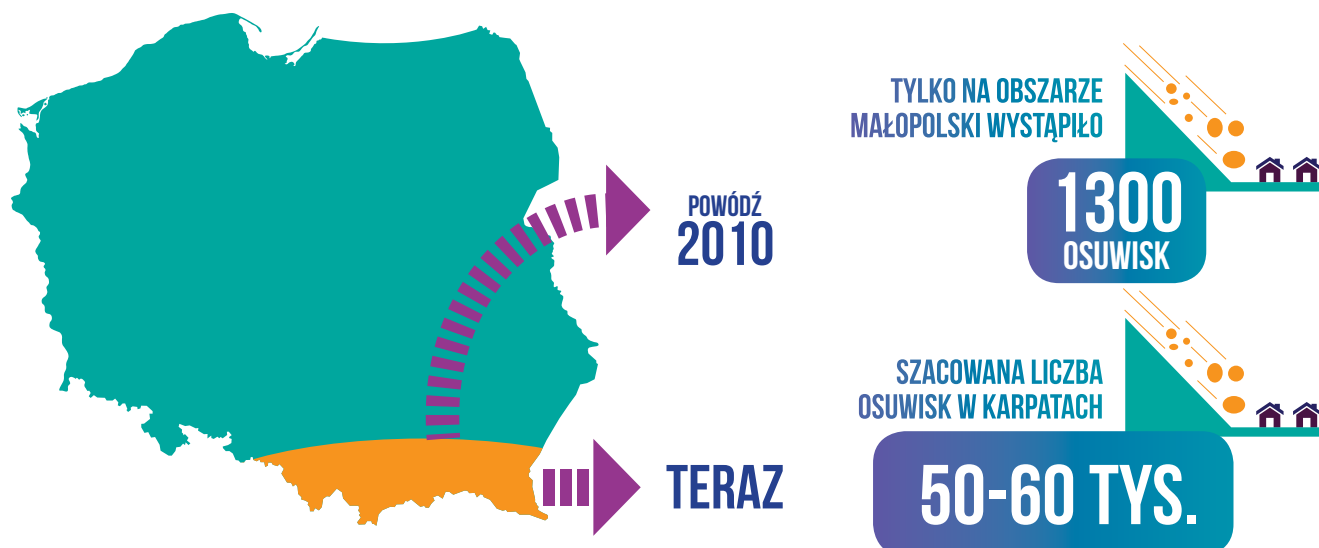 POWÓDŹ
2010
TYLKO NA OBSZARZE
MAŁOPOLSKI WYSTĄPIŁO
1300
OSUWISK
TERAZ
SZACOWANA LICZBA
OSUWISK W KARPATACH
50-60 TYS.